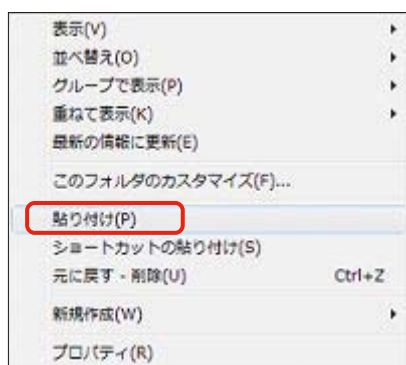 表示(V)
並べ替え(O)
グループで表示(P)
重ねて表示(K)
最新の情報に更新(E)
このフォルダのカスタマイズ(F)...
貼り付け(P)
ショートカットの貼り付け(S)
元に戻す - 削除(U) Ctrl+Z
新規作成(W)
プロパティ(R)